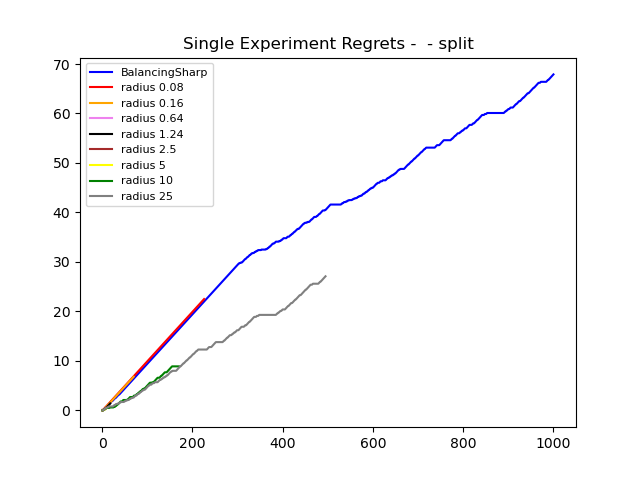 Single Experiment Regrets -  - split
70
60
50
40
30
20
10
0
BalancingSharp
radius 0.08
radius 0.16
radius 0.64
radius 1.24
radius 2.5
radius 5
radius 10
radius 25
0 200 400 600 800 1000